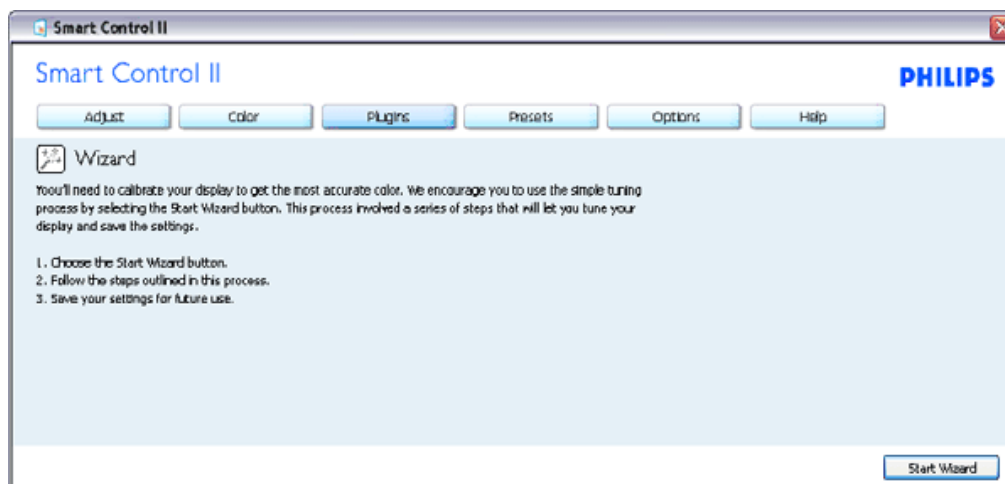 Smart Control II
Smart Control II
PHILIPS
Adjust
Color
Plugins
Presets
Options
Help
Wizard
Yoou'll need to calibrate your display to get the most accurate color. We encourage you to use the simple tuning
process by selecting the Start Wizard button. This process involved a series of steps that will let you tune your
display and save the settings.
1. Choose the Start Wizard button.
2. Follow the steps outlined in this process.
3. Save your settings for future use.
Start Wizard